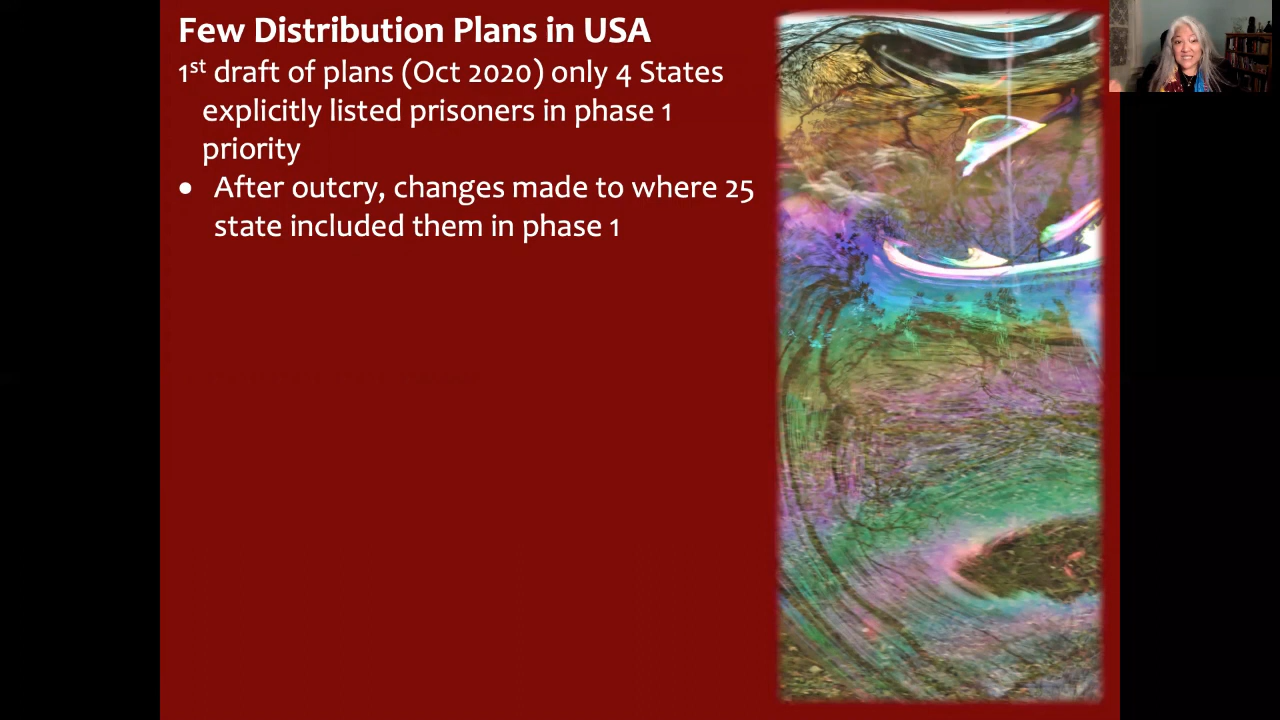 Few Distribution Plans in USA
1st draft of plans (Oct 2020) only 4 States
explicitly listed prisoners in phase 1
priority
• After outcry, changes made to where 25
state included them in phase 1